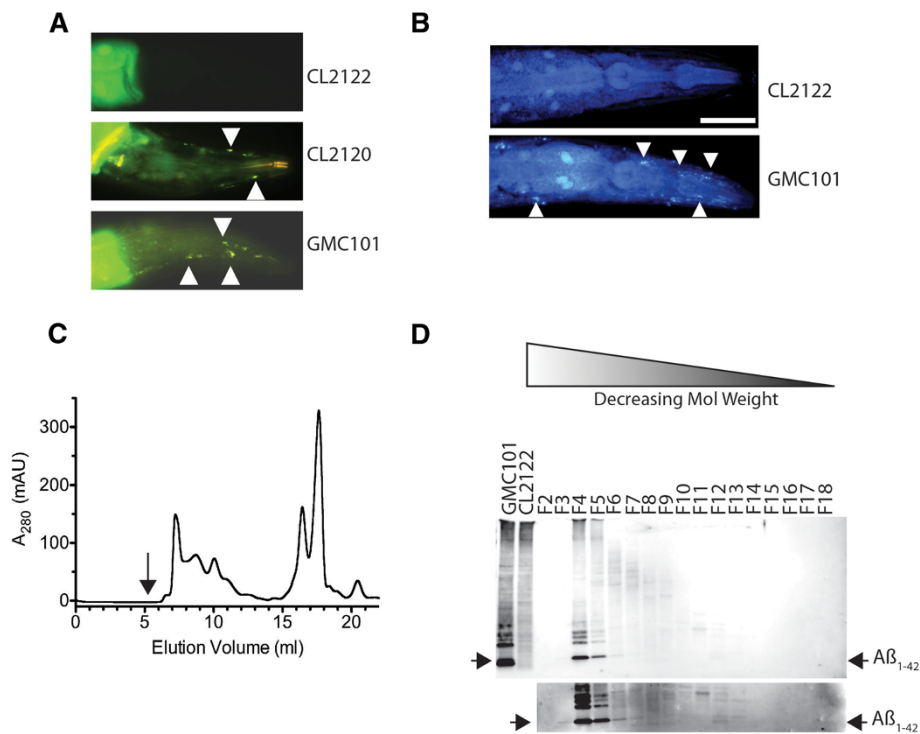 A
CL2122
CL2120
GMC101
B
CL2122
GMC101
C
A280 (mAU)
300
200
100
0
0
5
10
15
20
Elution Volume (ml)
D
Decreasing Mol Weight
GMC101
CL2122
F2
F3
F4
F5
F6
F7
F8
F9
F10
F11
F12
F13
F14
F15
F16
F17
F18
Aß1-42
Aß1-42